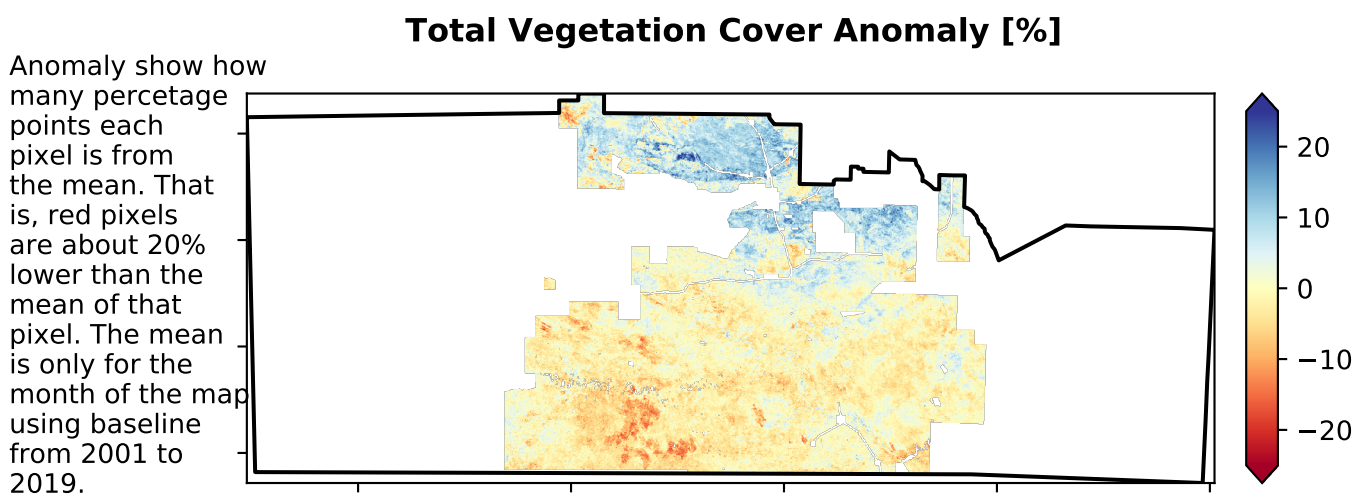 Total Vegetation Cover Anomaly [%]
Anomaly show how
many percetage
points each
pixel is from
the mean. That
is, red pixels
are about 20%
lower than the
mean of that
pixel. The mean
is only for the
month of the map
using baseline
from 2001 to
2019.
20
10
0
−10
−20